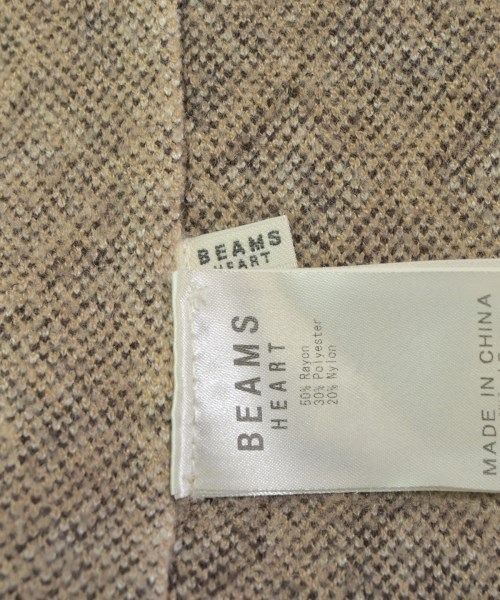 BEAMS
HEART
BEAMS
HEART
50% Rayon
30% Polyester
20% Nylon
MADE IN CHINA